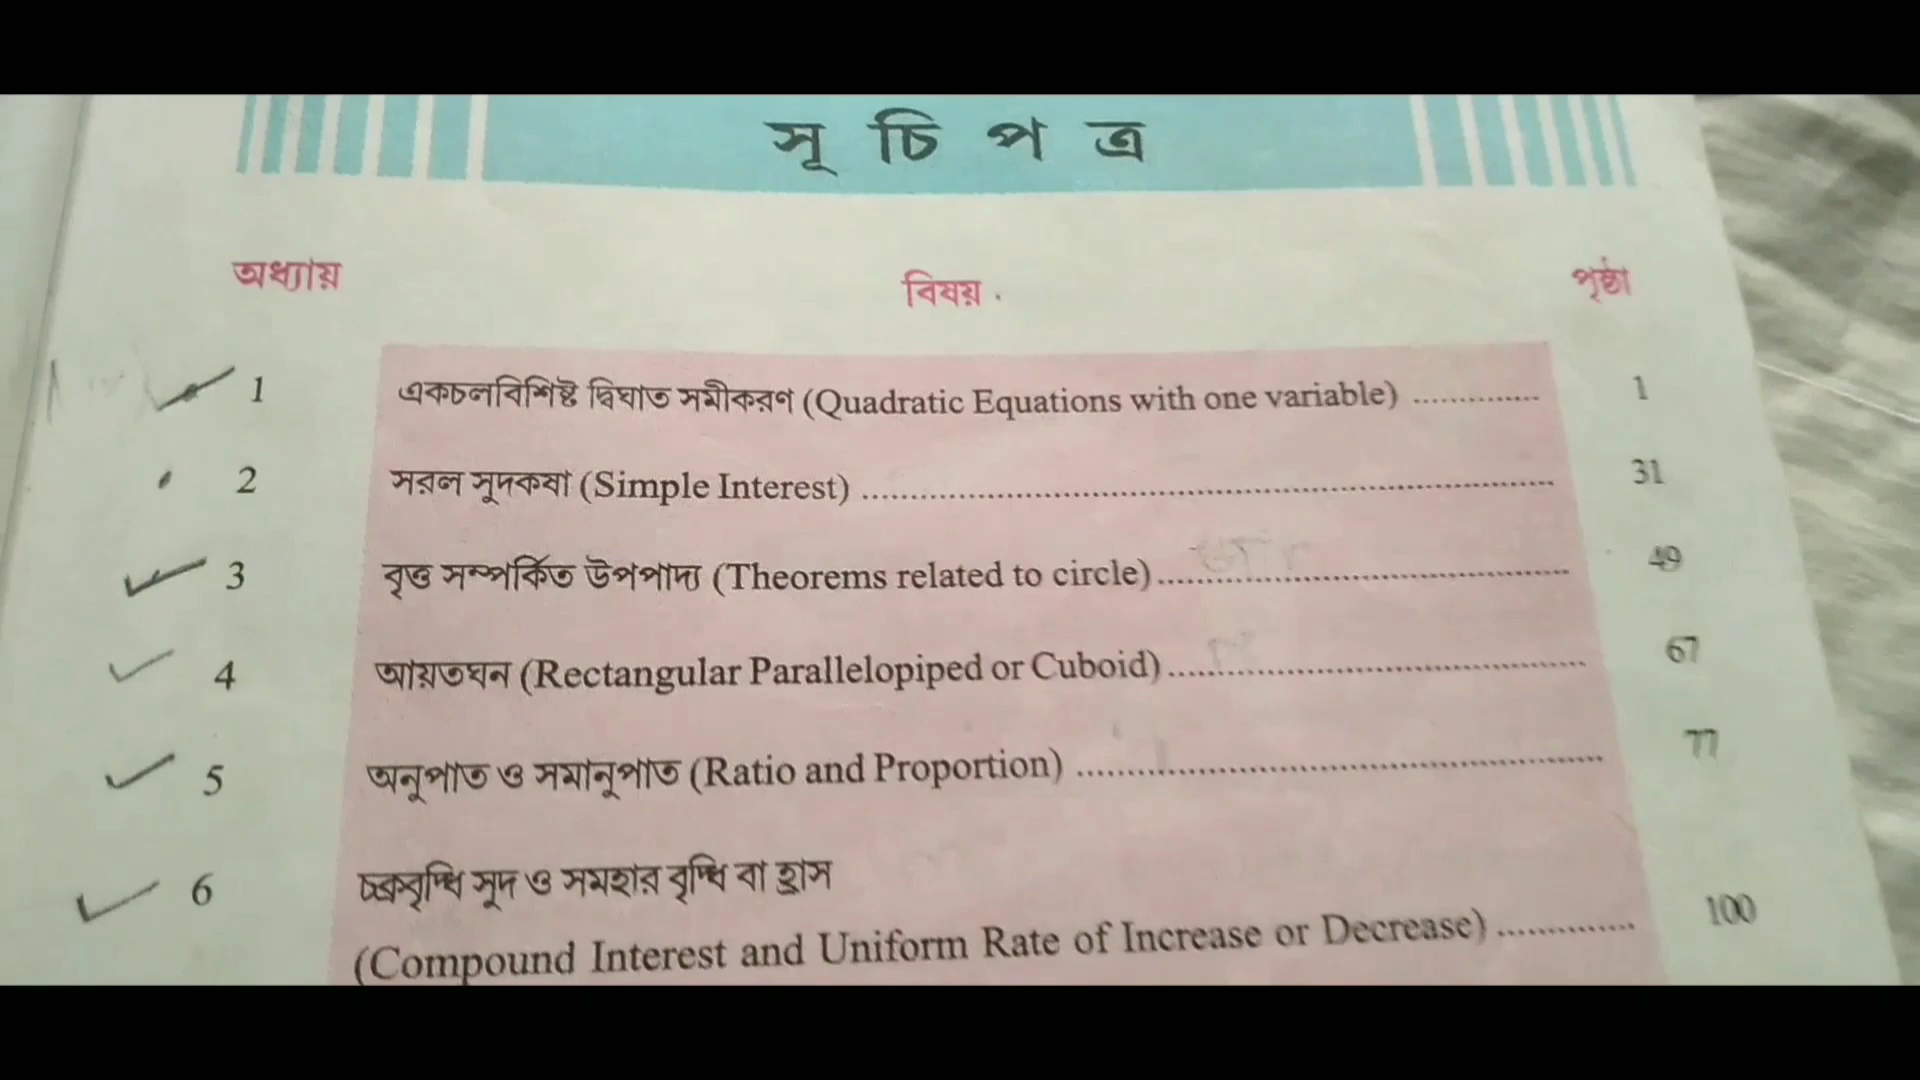 সূ চি প ত্র
অধ্যায় বিষয় পৃষ্ঠা
1 একচলবিশিষ্ট দ্বিঘাত সমীকরণ (Quadratic Equations with one variable) .............. 1
2 সরল সুদকষা (Simple Interest) .............................................................. 31
3 বৃত্ত সম্পর্কিত উপপাদ্য (Theorems related to circle) ..................................... 49
4 আয়তঘন (Rectangular Parallelopiped or Cuboid) ..................................... 67
5 অনুপাত ও সমানুপাত (Ratio and Proportion) ............................................... 77
6 চক্রবৃদ্ধি সুদ ও সমহার বৃদ্ধি বা হ্রাস
(Compound Interest and Uniform Rate of Increase or Decrease) .............. 100